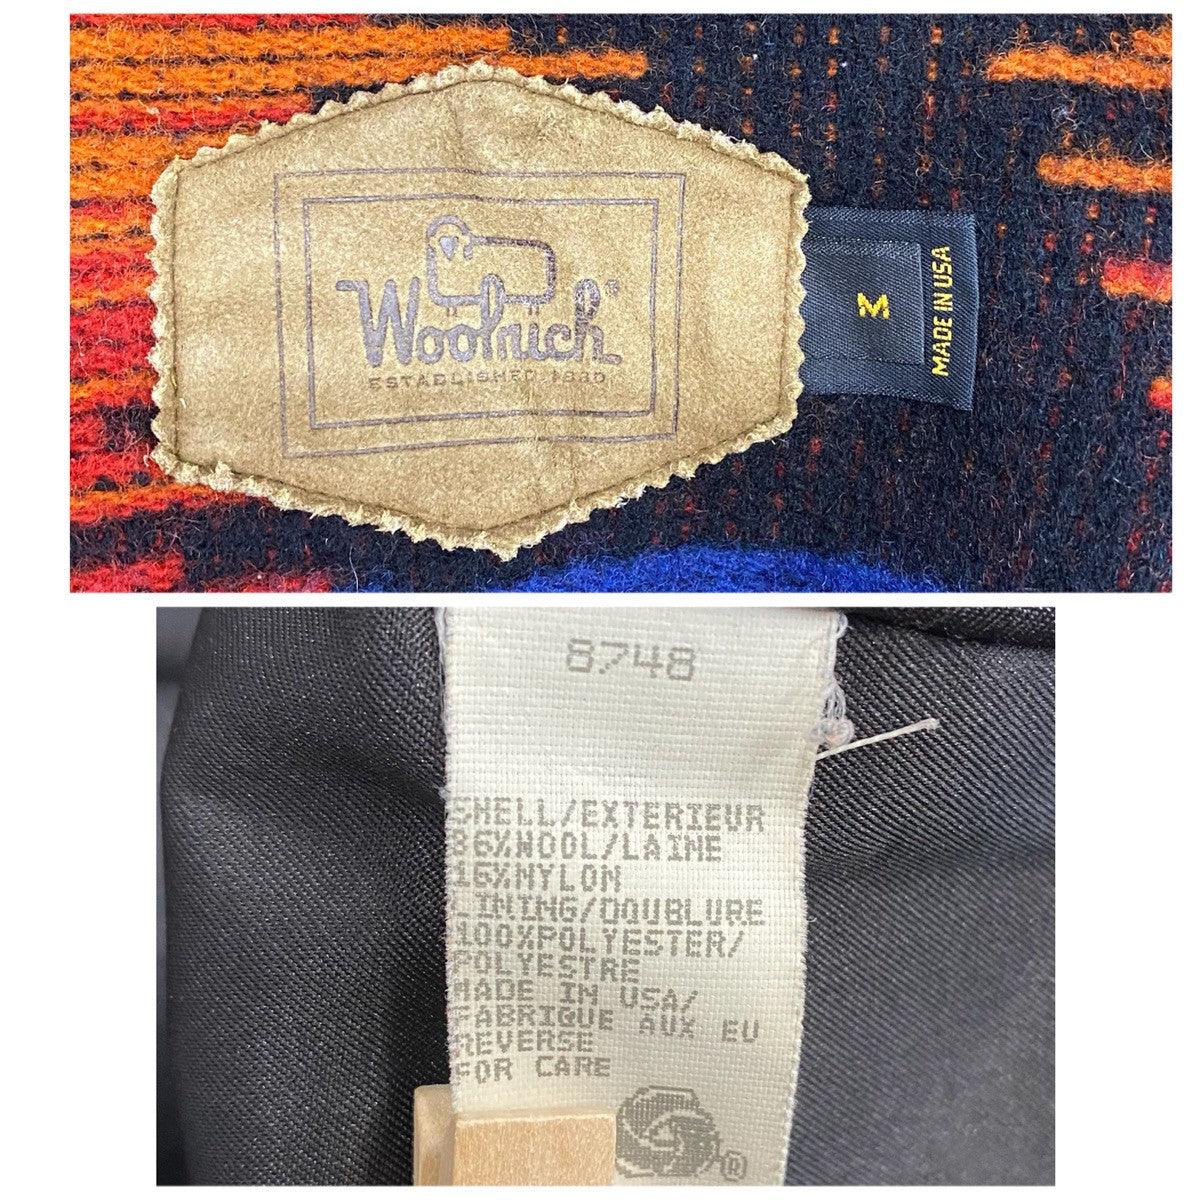 Woolrich®
ESTABLISHED 1830
M
MADE IN USA
8748
SHELL/EXTERIEUR
86%WOOL/LAINE
16%NYLON
LINING/DOUBLURE
100%POLYESTER/
POLYESTRE
MADE IN USA/
FABRIQUE AUX EU
REVERSE
FOR CARE
®